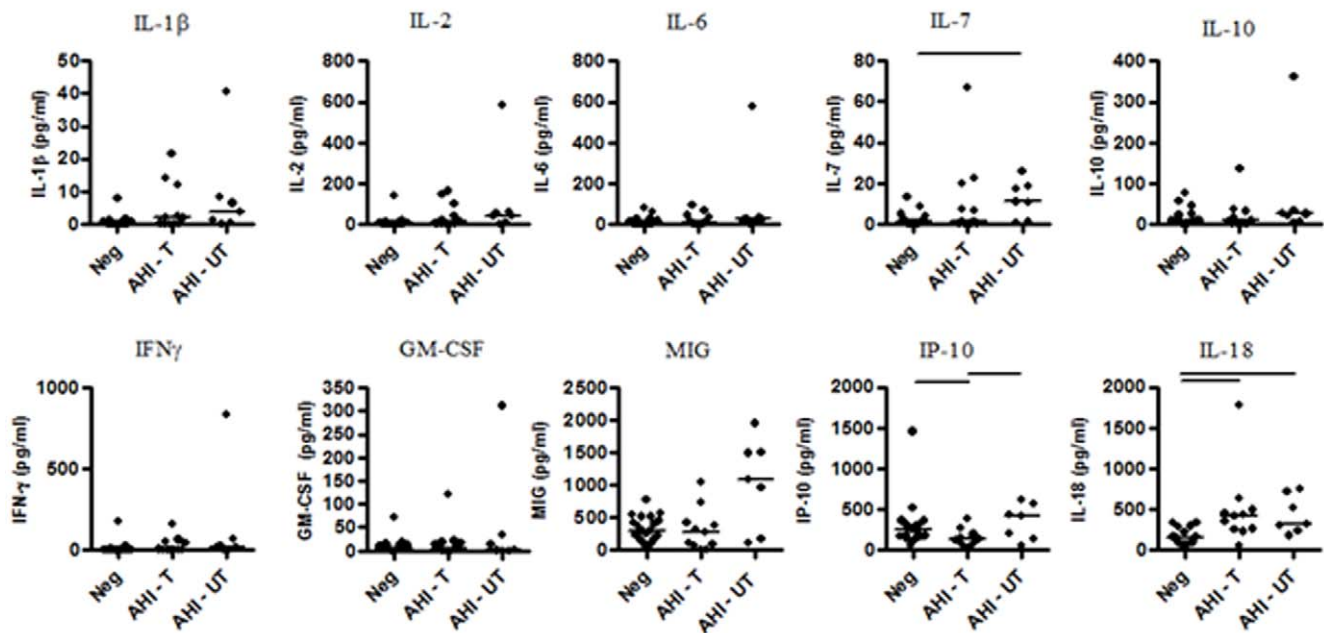 IL-1β
IL-2
IL-6
IL-7
IL-10
50
40
30
20
10
0
IL-1β (pg/ml)
Neg
AHI - T
AHI - UT
800
600
400
200
0
IL-2 (pg/ml)
Neg
AHI - T
AHI - UT
800
600
400
200
0
IL-6 (pg/ml)
Neg
AHI - T
AHI - UT
80
60
40
20
0
IL-7 (pg/ml)
Neg
AHI - T
AHI - UT
400
300
200
100
0
IL-10 (pg/ml)
Neg
AHI - T
AHI - UT
IFNγ
GM-CSF
MIG
IP-10
IL-18
1000
500
0
IFN-γ (pg/ml)
Neg
AHI - T
AHI - UT
350
300
250
200
150
100
50
0
GM-CSF (pg/ml)
Neg
AHI - T
AHI - UT
2500
2000
1500
1000
500
0
MIG (pg/ml)
Neg
AHI - T
AHI - UT
2000
1500
1000
500
0
IP-10 (pg/ml)
Neg
AHI - T
AHI - UT
2000
1500
1000
500
0
IL-18 (pg/ml)
Neg
AHI - T
AHI - UT